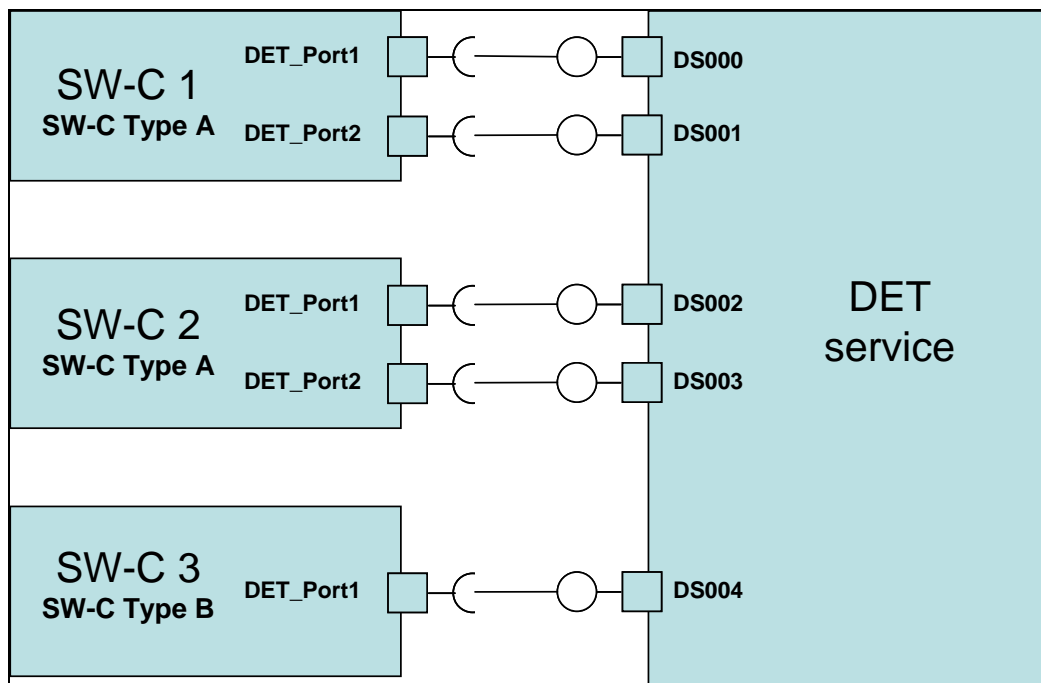 SW-C 1
SW-C Type A
DET_Port1
DET_Port2
DS000
DS001
SW-C 2
SW-C Type A
DET_Port1
DET_Port2
DS002
DS003
SW-C 3
SW-C Type B
DET_Port1
DS004
DET
service